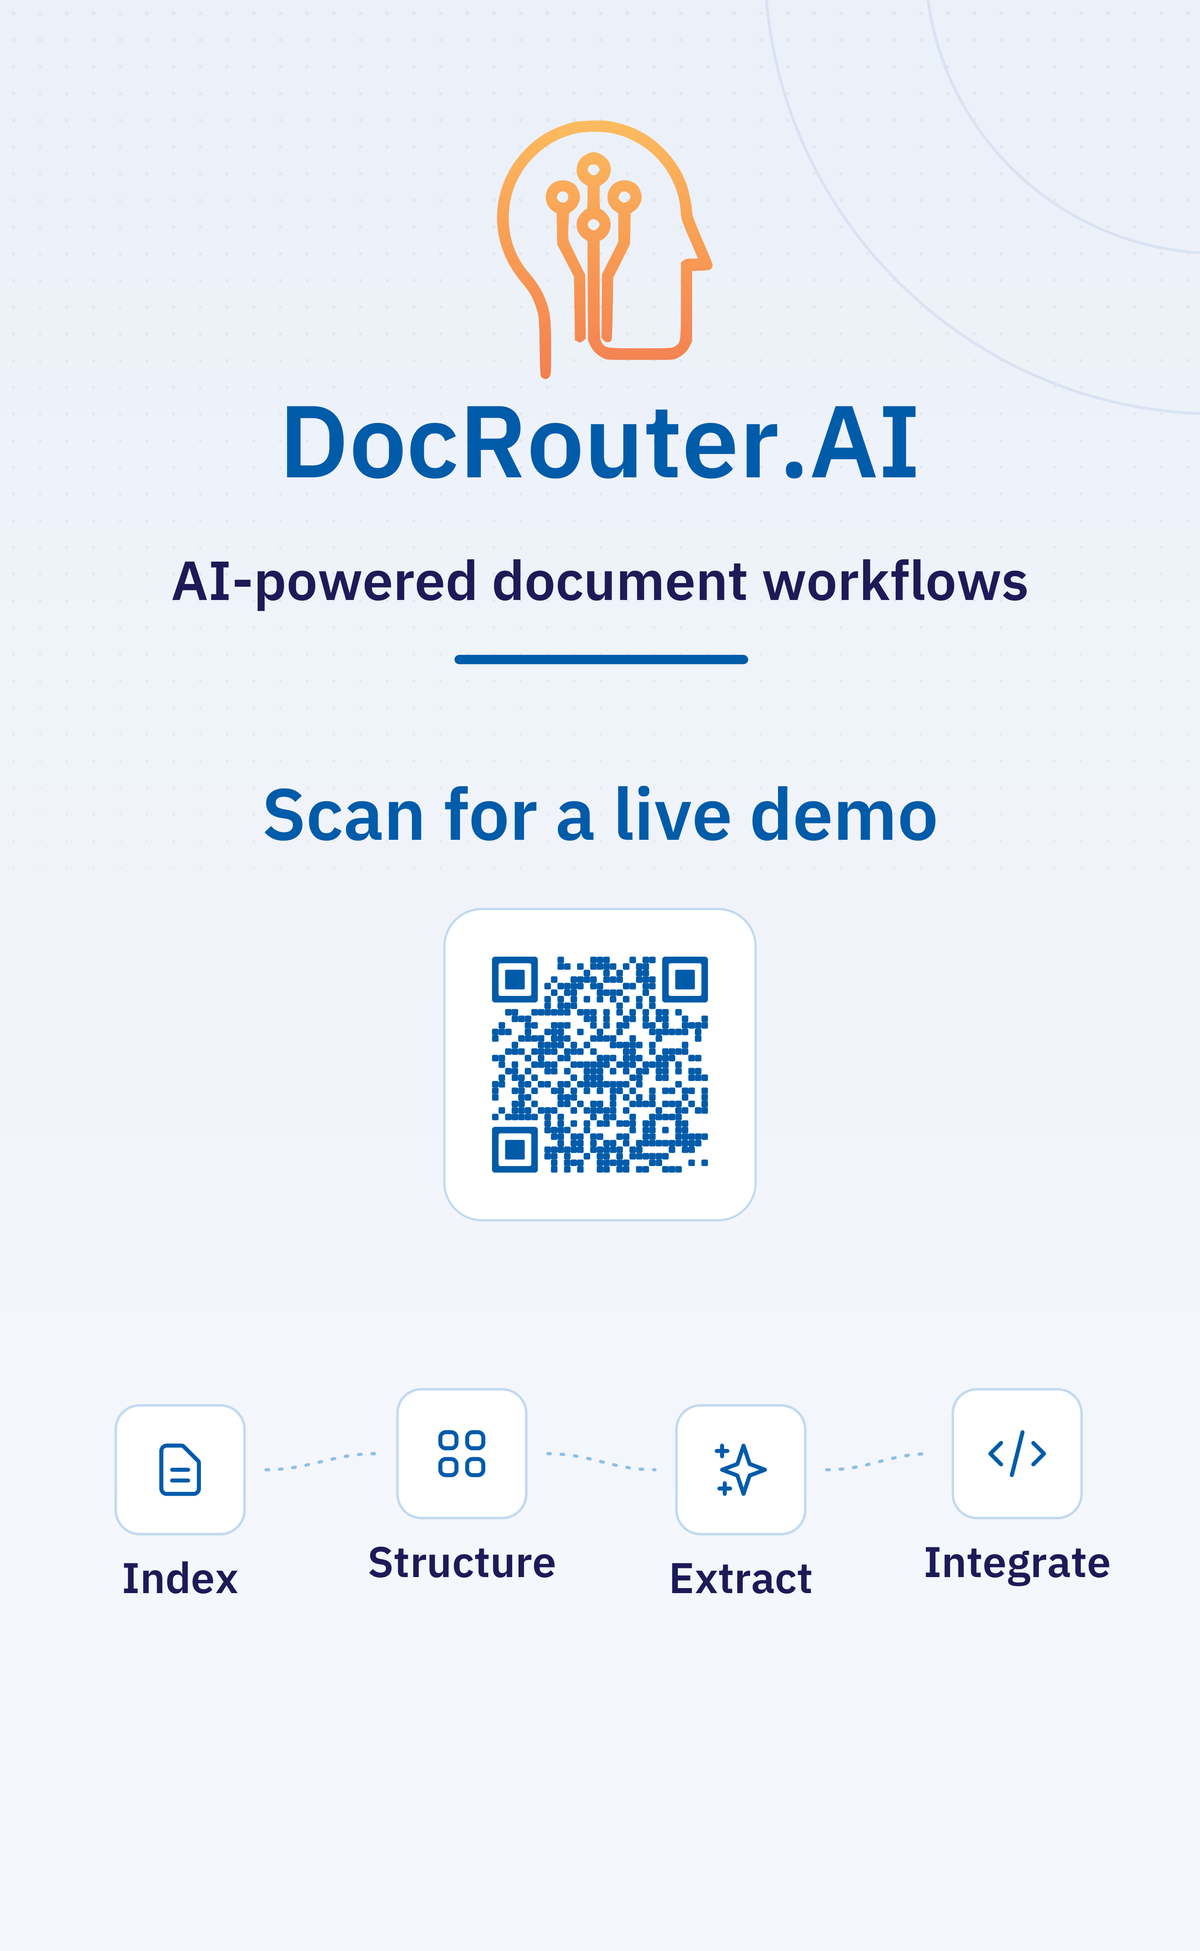 DocRouter.AI
AI-powered document workflows
Scan for a live demo
Index
Structure
Extract
Integrate